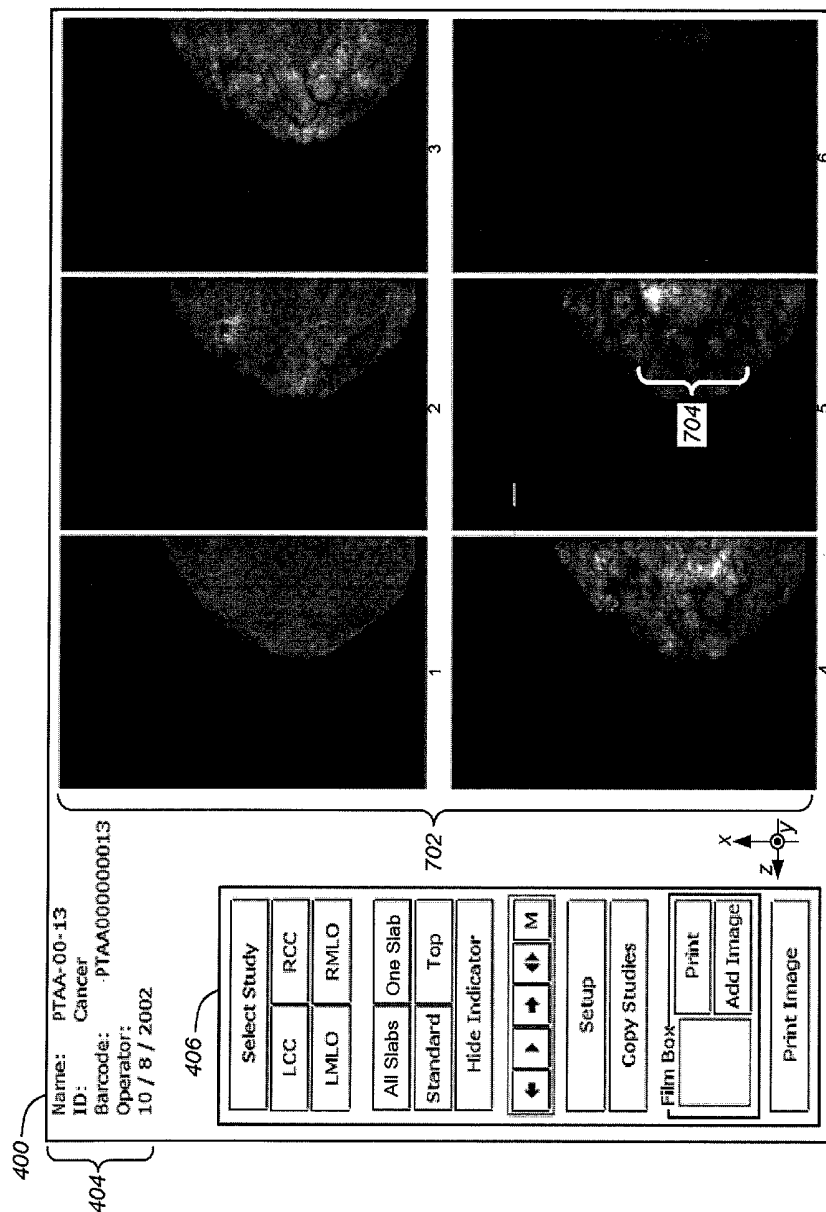 400
404
Name: PTAA-00-13
ID: Cancer
Barcode: PTAA000000013
Operator:
10 / 8 / 2002
406
Select Study
LCC RCC
LMLO RMLO
All Slabs One Slab
Standard Top
Hide Indicator
M
Setup
Copy Studies
Film Box
Print
Add Image
Print Image
x
z
y
702
1 2 3
704
4 5 6